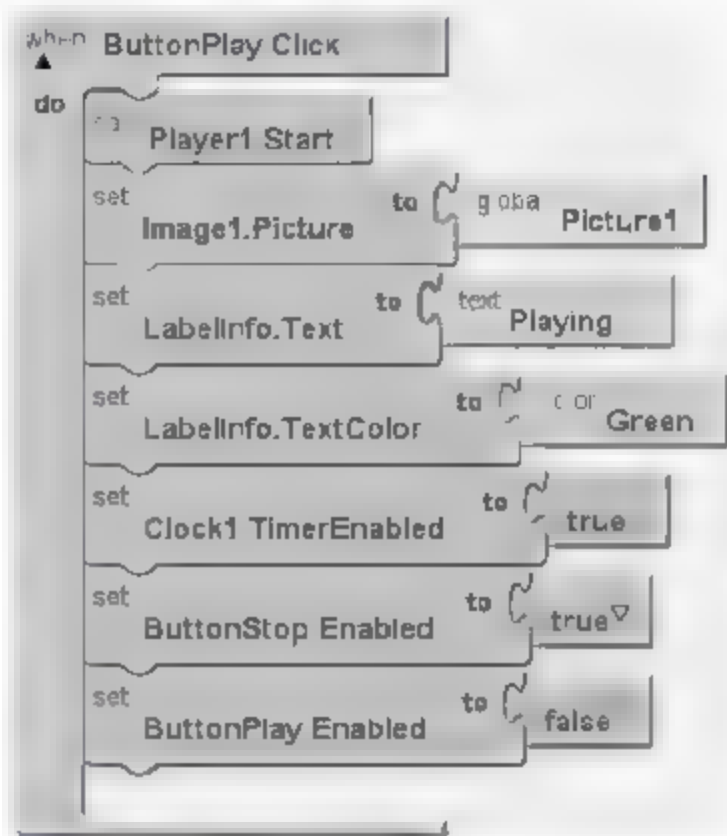 when ButtonPlay Click
do
Player1 Start
set Image1.Picture to Picture1
set LabelInfo.Text to text Playing
set LabelInfo.TextColor to Green
set Clock1 TimerEnabled to true
set ButtonStop Enabled to true
set ButtonPlay Enabled to false